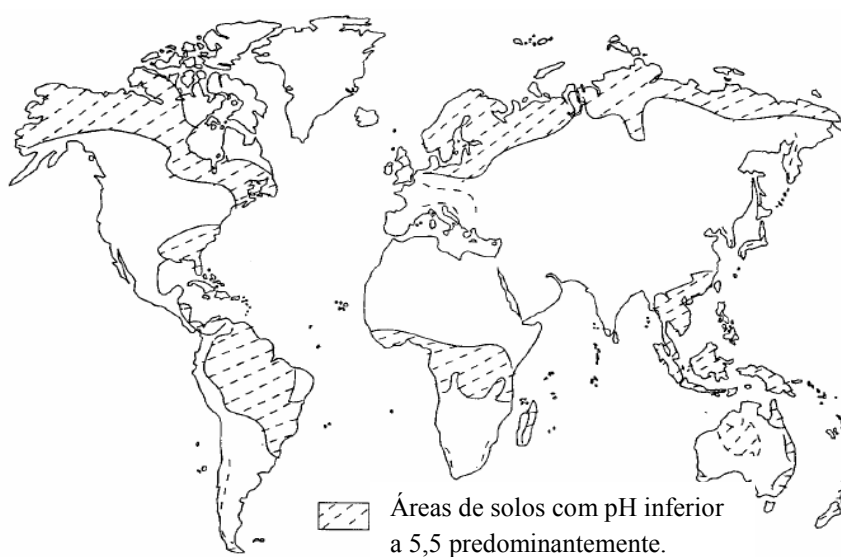 Áreas de solos com pH inferior
a 5,5 predominantemente.